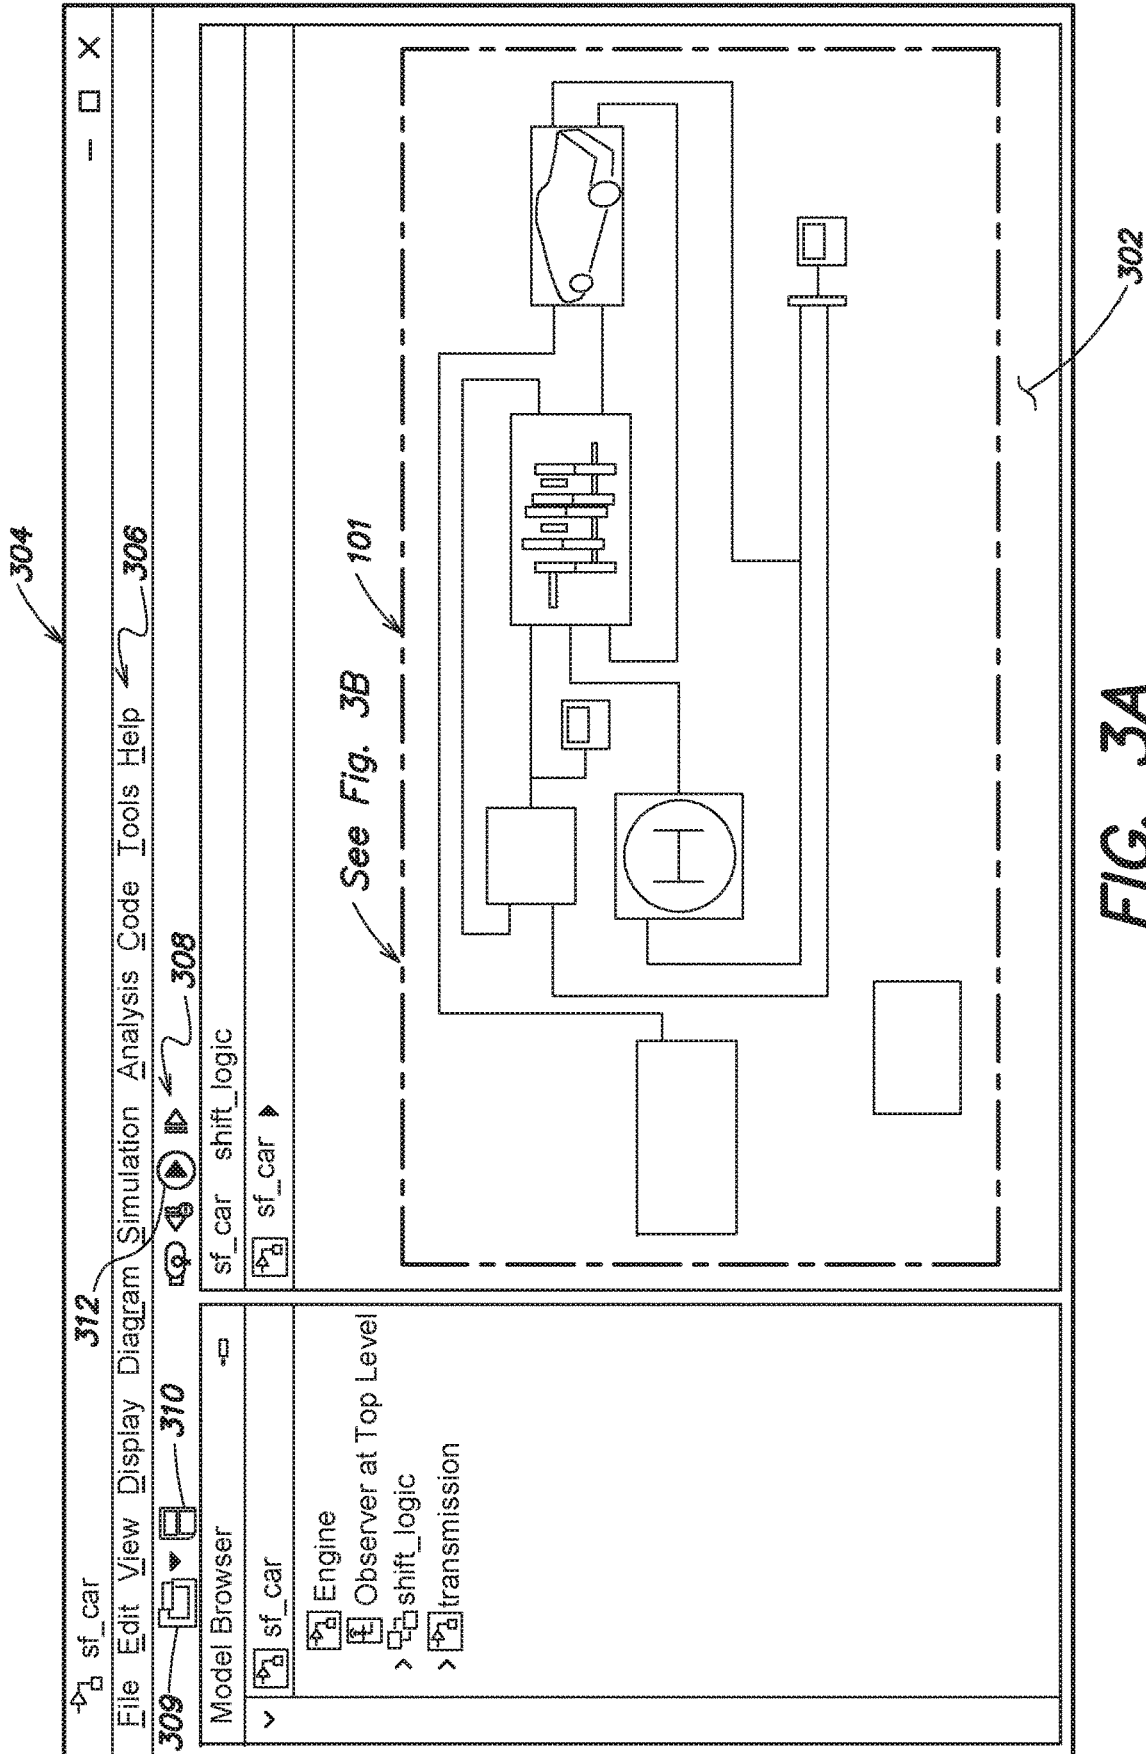 304
sf_car
312
File Edit View Display Diagram Simulation Analysis Code Tools Help
306
309
310
308
Model Browser
sf_car shift_logic
sf_car
sf_car
Engine
Observer at Top Level
shift_logic
transmission
See Fig. 3B
101
302
FIG. 3A